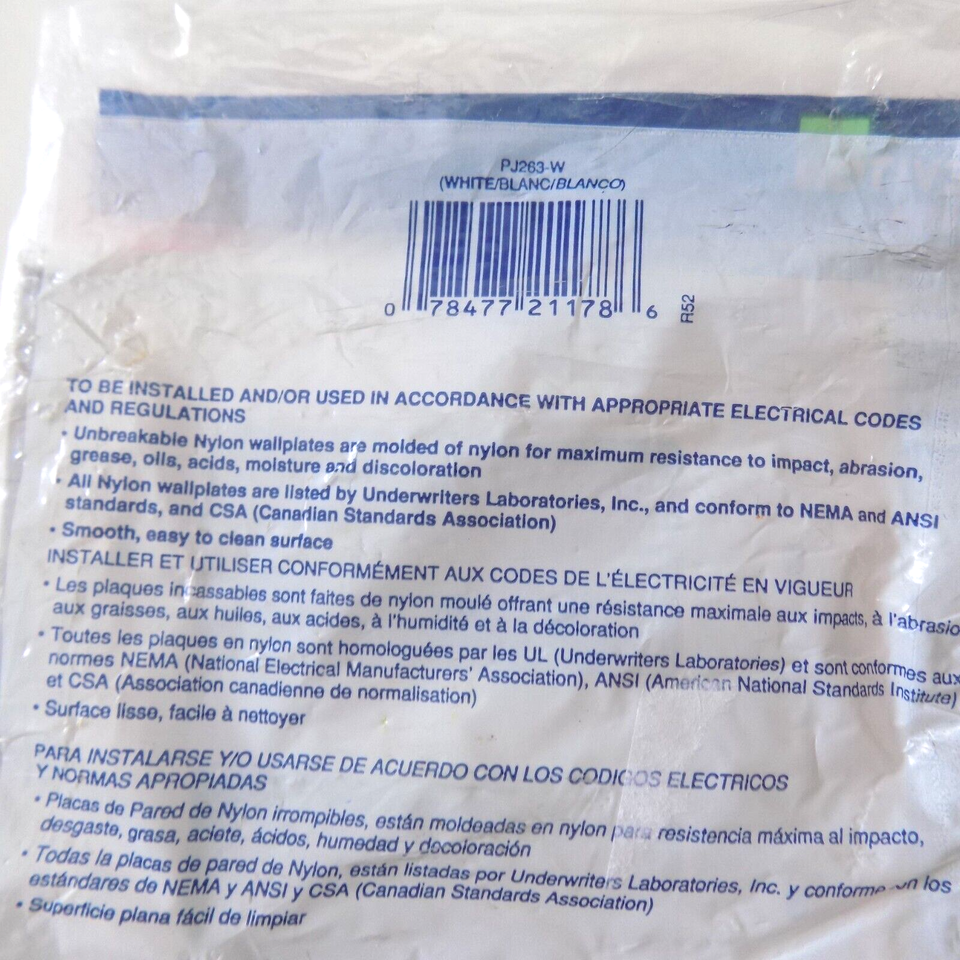 PJ263-W
(WHITE/BLANC/BLANCO)
0 78477 21178 6
R52
TO BE INSTALLED AND/OR USED IN ACCORDANCE WITH APPROPRIATE ELECTRICAL CODES
AND REGULATIONS
• Unbreakable Nylon wallplates are molded of nylon for maximum resistance to impact, abrasion,
grease, oils, acids, moisture and discoloration
• All Nylon wallplates are listed by Underwriters Laboratories, Inc., and conform to NEMA and ANSI
standards, and CSA (Canadian Standards Association)
• Smooth, easy to clean surface
INSTALLER ET UTILISER CONFORMÉMENT AUX CODES DE L'ÉLECTRICITÉ EN VIGUEUR
• Les plaques incassables sont faites de nylon moulé offrant une résistance maximale aux impacts, à l'abrasio
aux graisses, aux huiles, aux acides, à l'humidité et à la décoloration
• Toutes les plaques en nylon sont homologuées par les UL (Underwriters Laboratories) et sont conformes aux
normes NEMA (National Electrical Manufacturers' Association), ANSI (American National Standards Institute)
et CSA (Association canadienne de normalisation)
• Surface lisse, facile à nettoyer
PARA INSTALARSE Y/O USARSE DE ACUERDO CON LOS CODIGOS ELECTRICOS
Y NORMAS APROPIADAS
• Placas de Pared de Nylon irrompibles, están moldeadas en nylon para resistencia máxima al impacto,
desgaste, grasa, aciete, ácidos, humedad y decoloración
• Todas la placas de pared de Nylon, están listadas por Underwriters Laboratories, Inc. y conforme los
estándares de NEMA y ANSI y CSA (Canadian Standards Association)
• Superficie plana fácil de limpiar